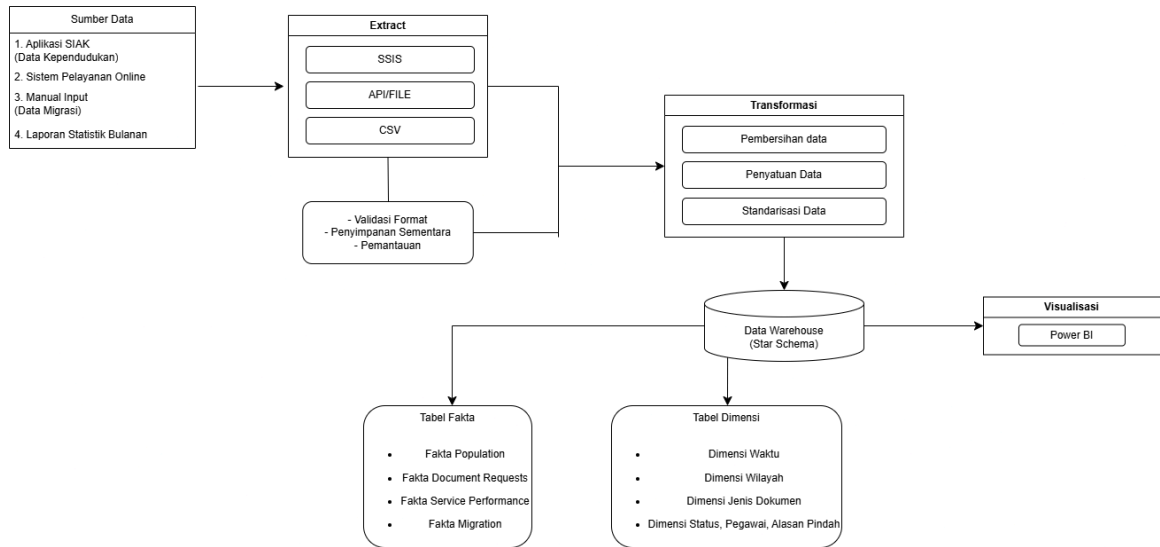 Sumber Data
1. Aplikasi SIAK
(Data Kependudukan)
2. Sistem Pelayanan Online
3. Manual Input
(Data Migrasi)
4. Laporan Statistik Bulanan
Extract
SSIS
API/FILE
CSV
- Validasi Format
- Penyimpanan Sementara
- Pemantauan
Transformasi
Pembersihan data
Penyatuan Data
Standarisasi Data
Data Warehouse
(Star Schema)
Visualisasi
Power BI
Tabel Fakta
• Fakta Population
• Fakta Document Requests
• Fakta Service Performance
• Fakta Migration
Tabel Dimensi
• Dimensi Waktu
• Dimensi Wilayah
• Dimensi Jenis Dokumen
• Dimensi Status, Pegawai, Alasan Pindah